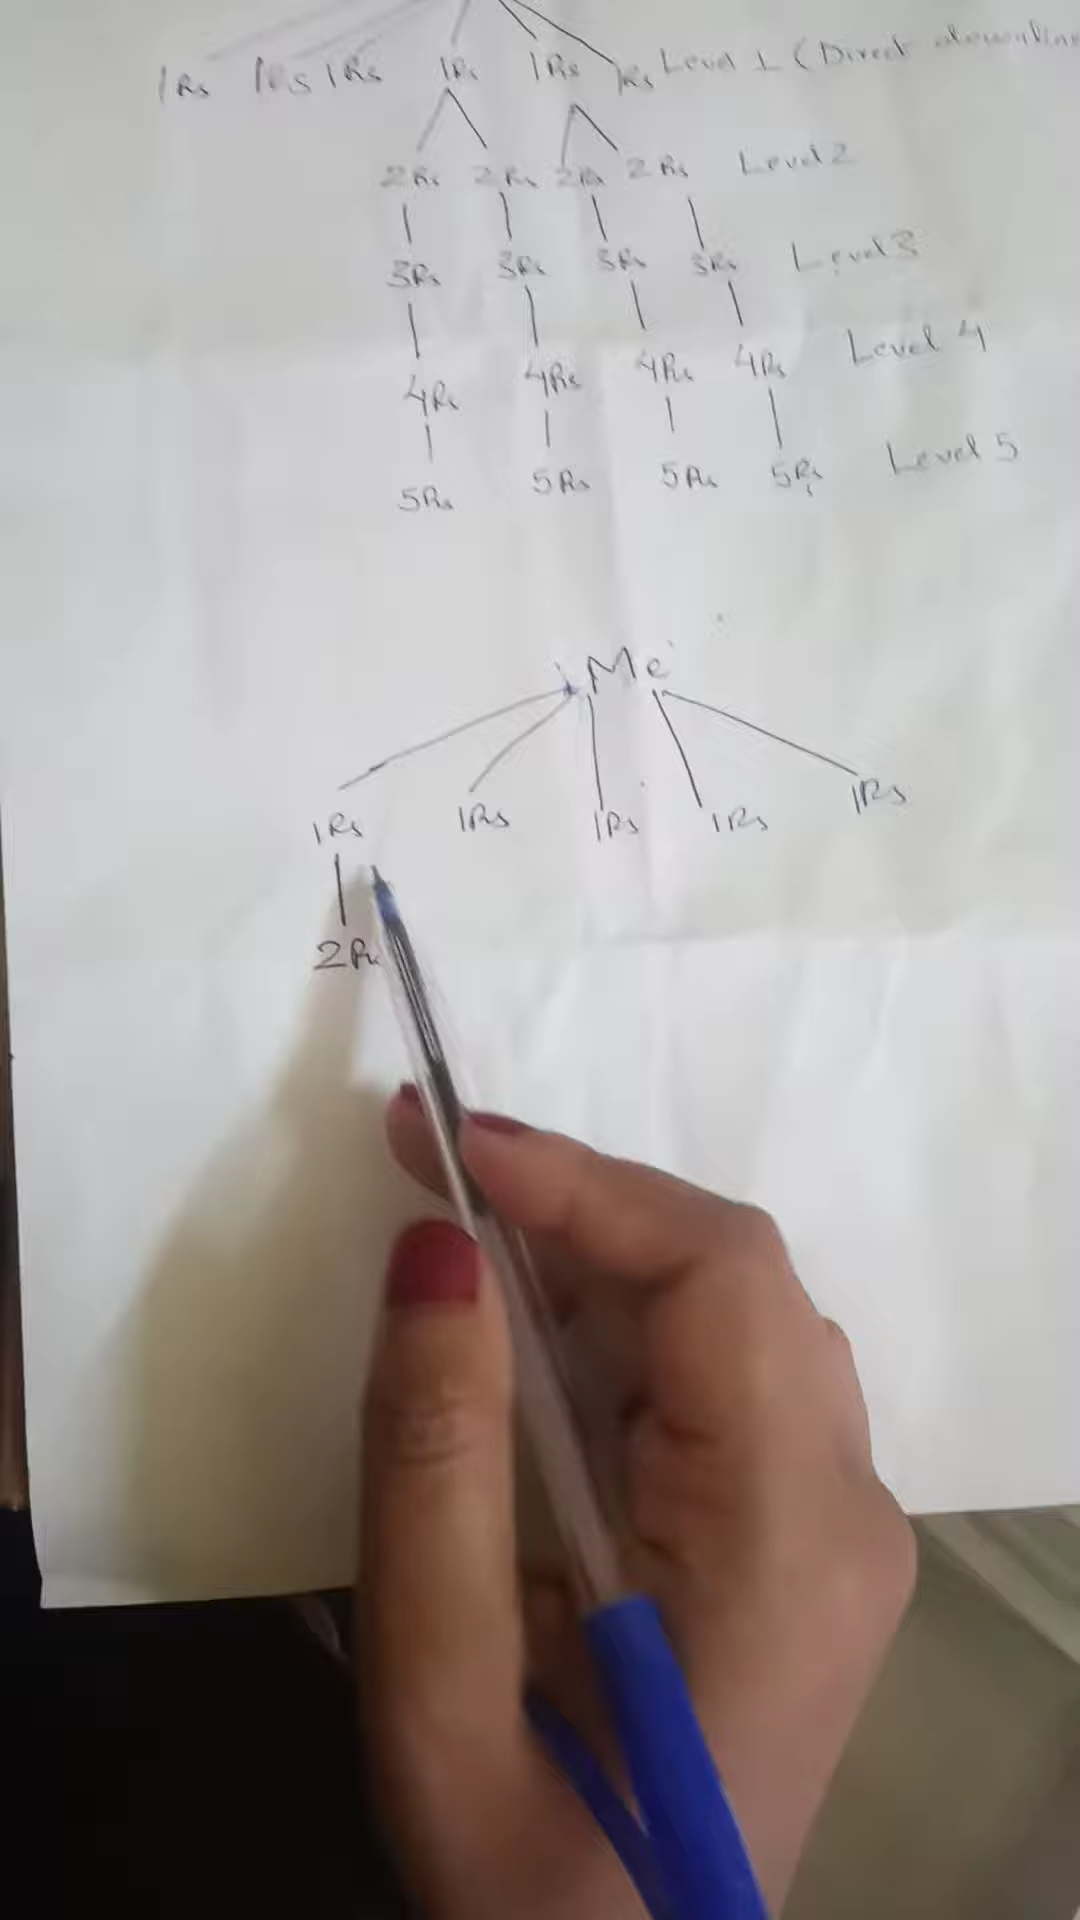 1Rs 1Rs 1Rs 1Rs 1Rs 1Rs Level 1 (Direct downline
2Rs 2Rs 2Rs 2Rs Level 2
3Rs 3Rs 3Rs 3Rs Level 3
4Rs 4Rs 4Rs 4Rs Level 4
5Rs 5Rs 5Rs 5Rs Level 5
Me
1Rs 1Rs 1Rs 1Rs 1Rs
2Rs